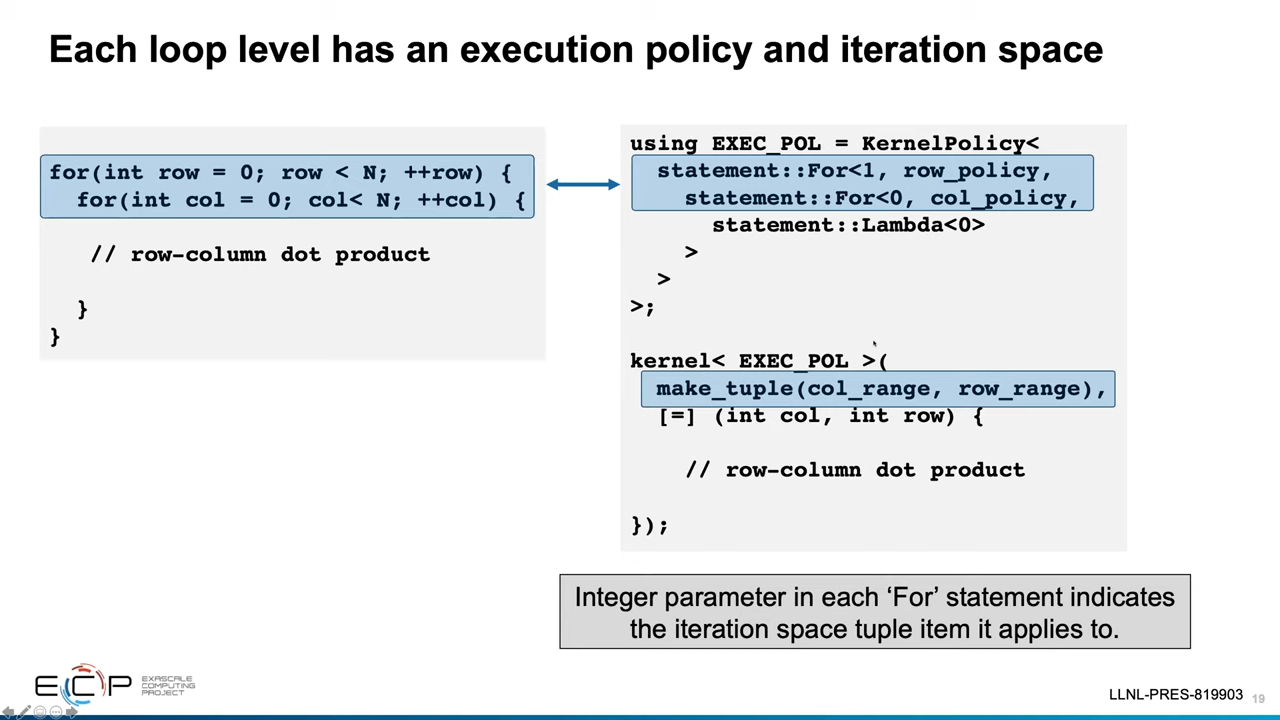 Each loop level has an execution policy and iteration space
for(int row = 0; row < N; ++row) {
for(int col = 0; col< N; ++col) {
// row-column dot product
}
}
using EXEC_POL = KernelPolicy<
statement::For<1, row_policy,
statement::For<0, col_policy,
statement::Lambda<0>
>
>
>;
kernel< EXEC_POL >(
make_tuple(col_range, row_range),
[=] (int col, int row) {
// row-column dot product
});
Integer parameter in each ‘For’ statement indicates
the iteration space tuple item it applies to.
ECP
EXASCALE
COMPUTING
PROJECT
LLNL-PRES-819903
19